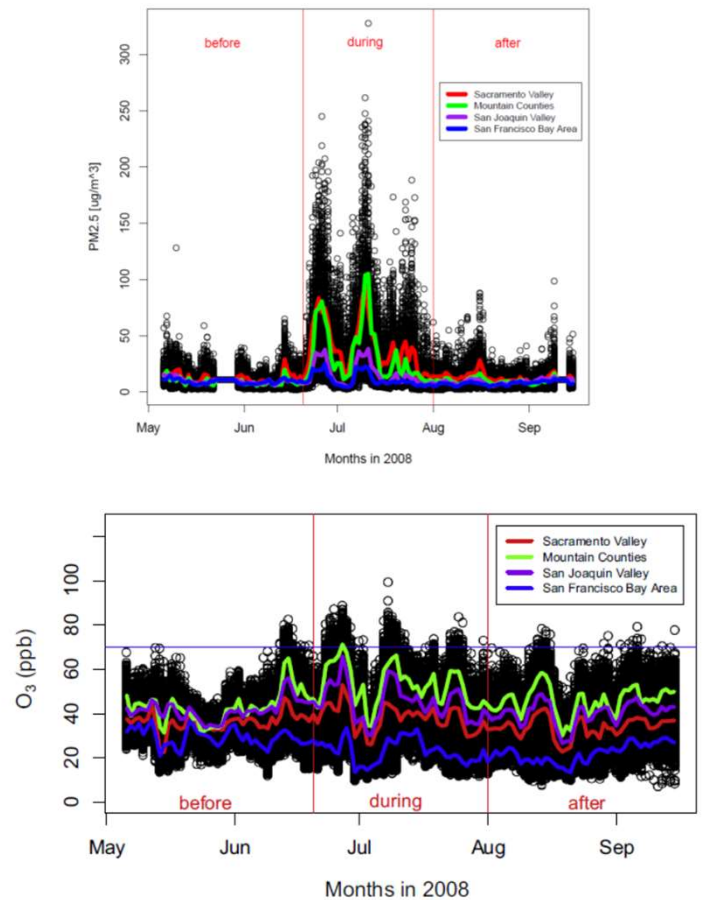 before during after
300
250
200
150
100
50
0
PM2.5 [ug/m^3]
Sacramento Valley
Mountain Counties
San Joaquin Valley
San Francisco Bay Area
May Jun Jul Aug Sep
Months in 2008
100
80
60
40
20
0
O₃ (ppb)
Sacramento Valley
Mountain Counties
San Joaquin Valley
San Francisco Bay Area
before during after
May Jun Jul Aug Sep
Months in 2008